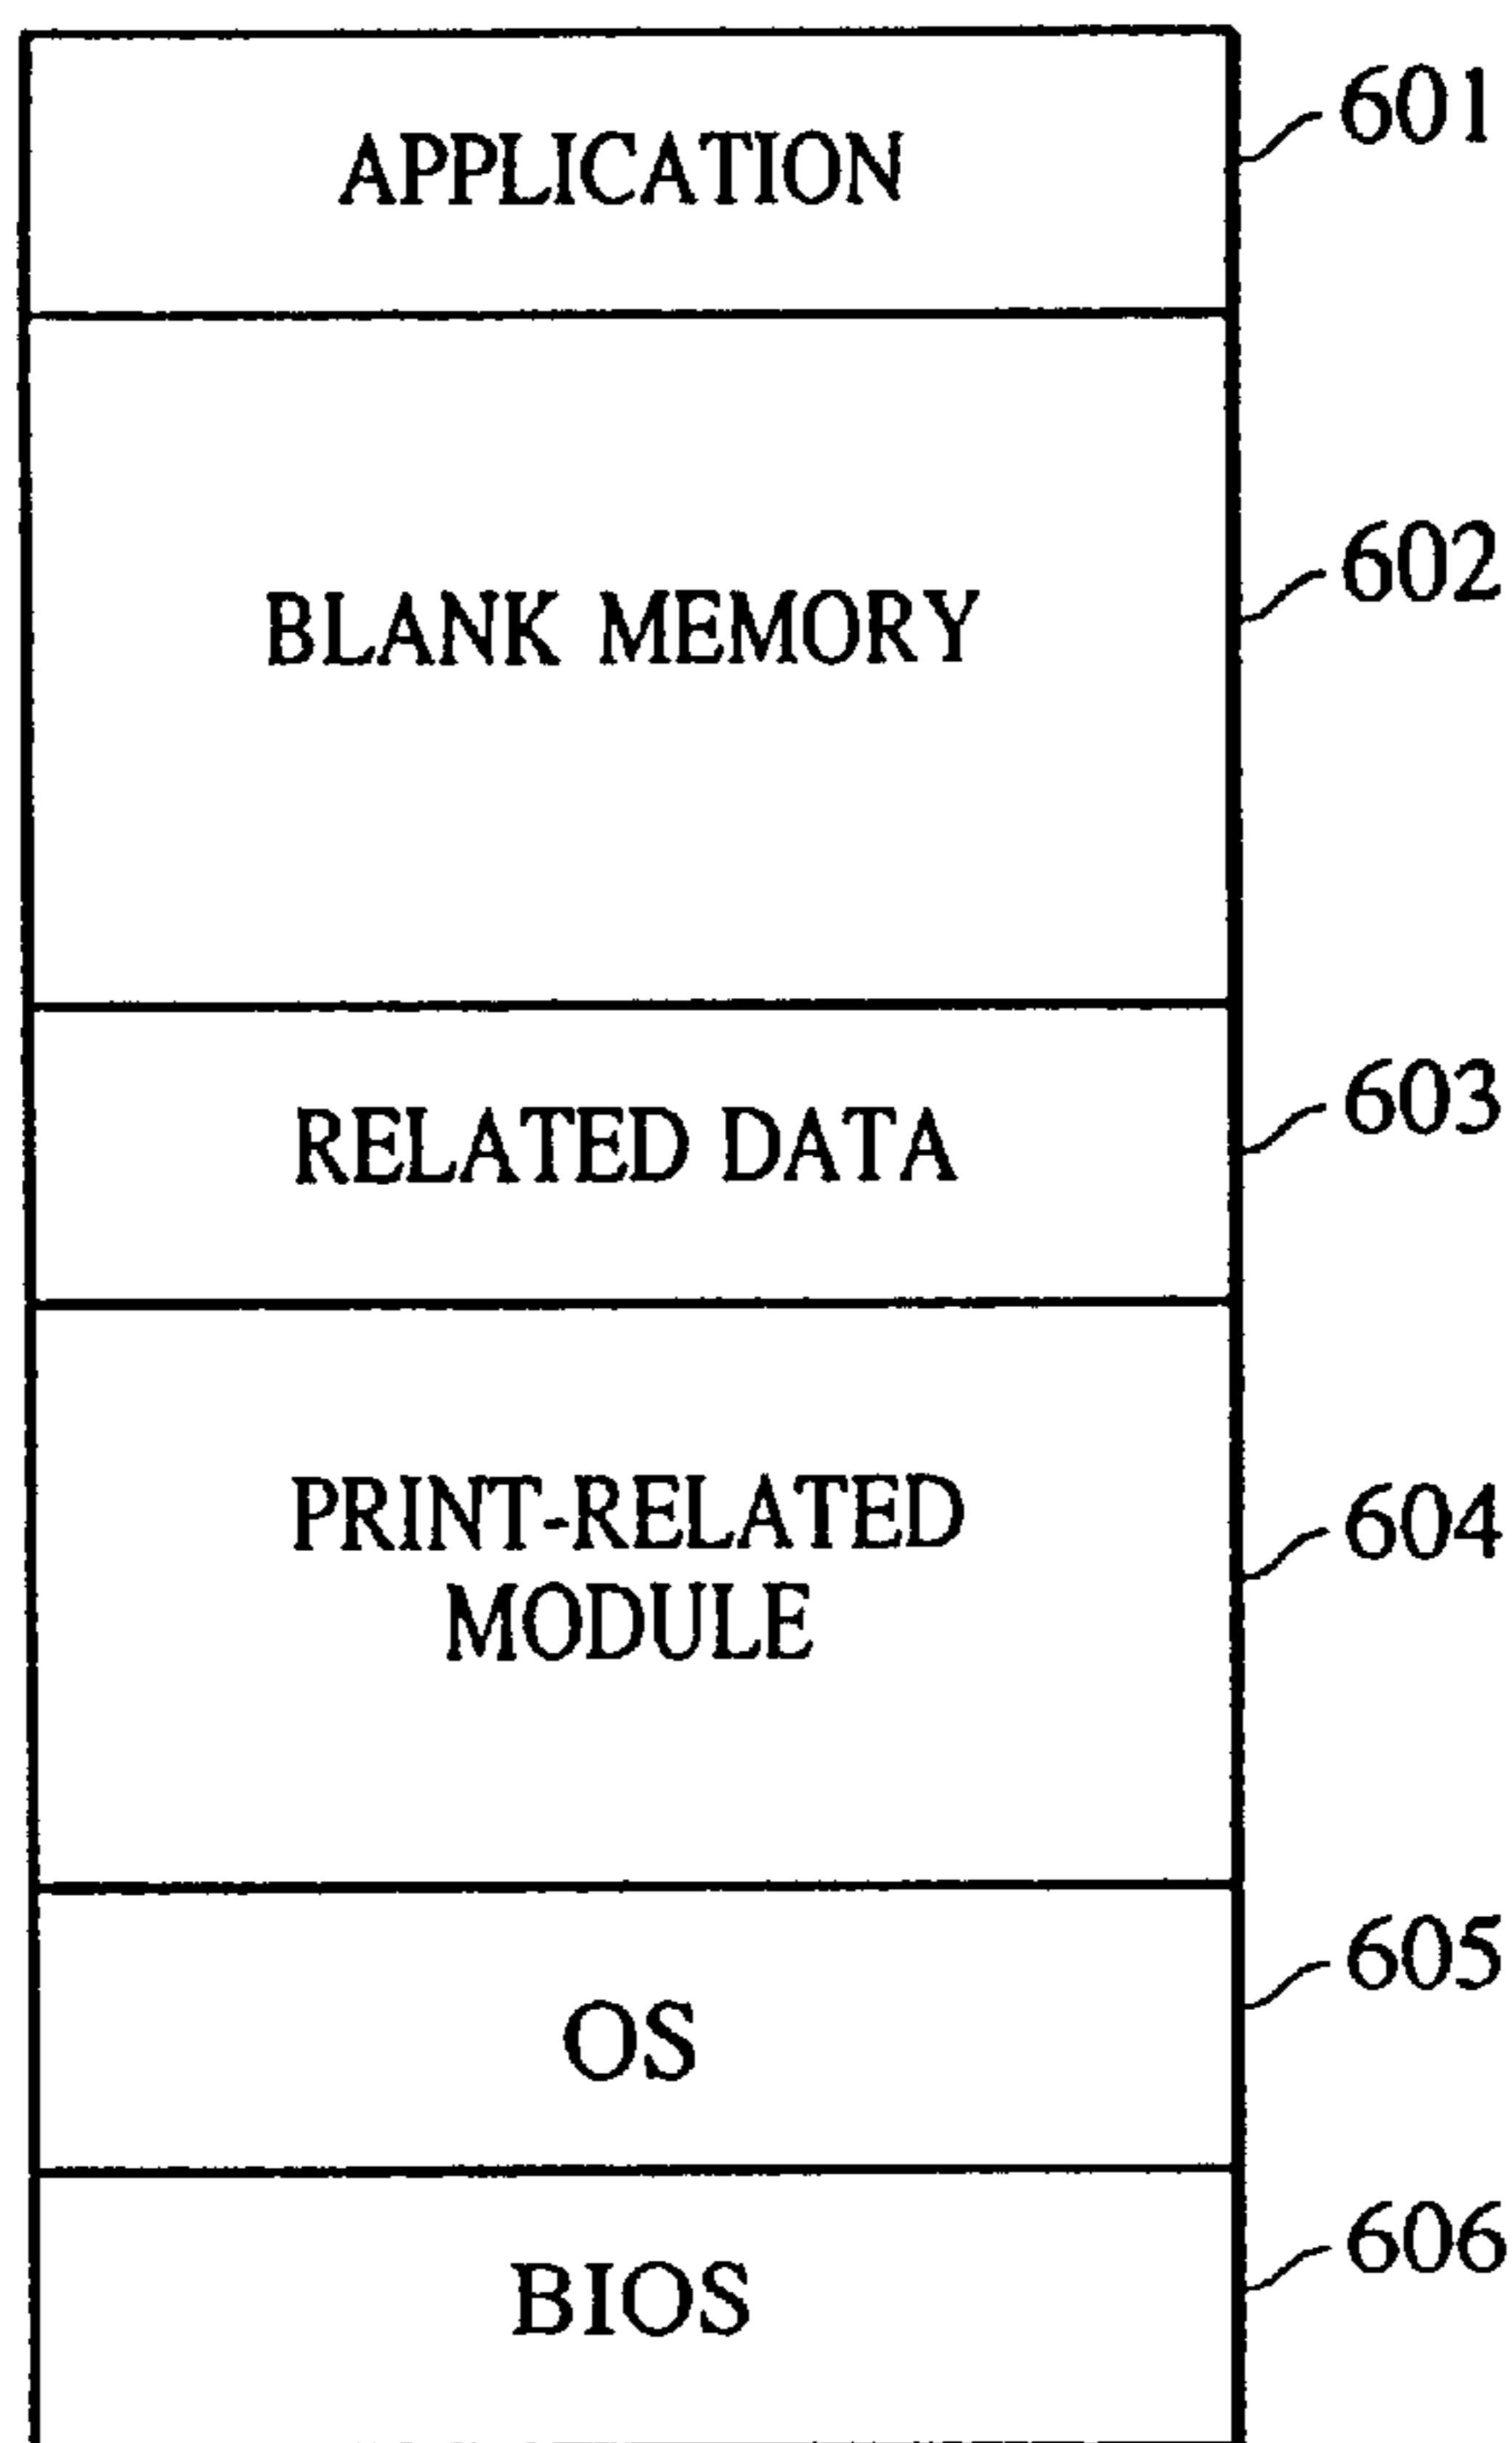 APPLICATION
601
BLANK MEMORY
602
RELATED DATA
603
PRINT-RELATED
MODULE
604
OS
605
BIOS
606